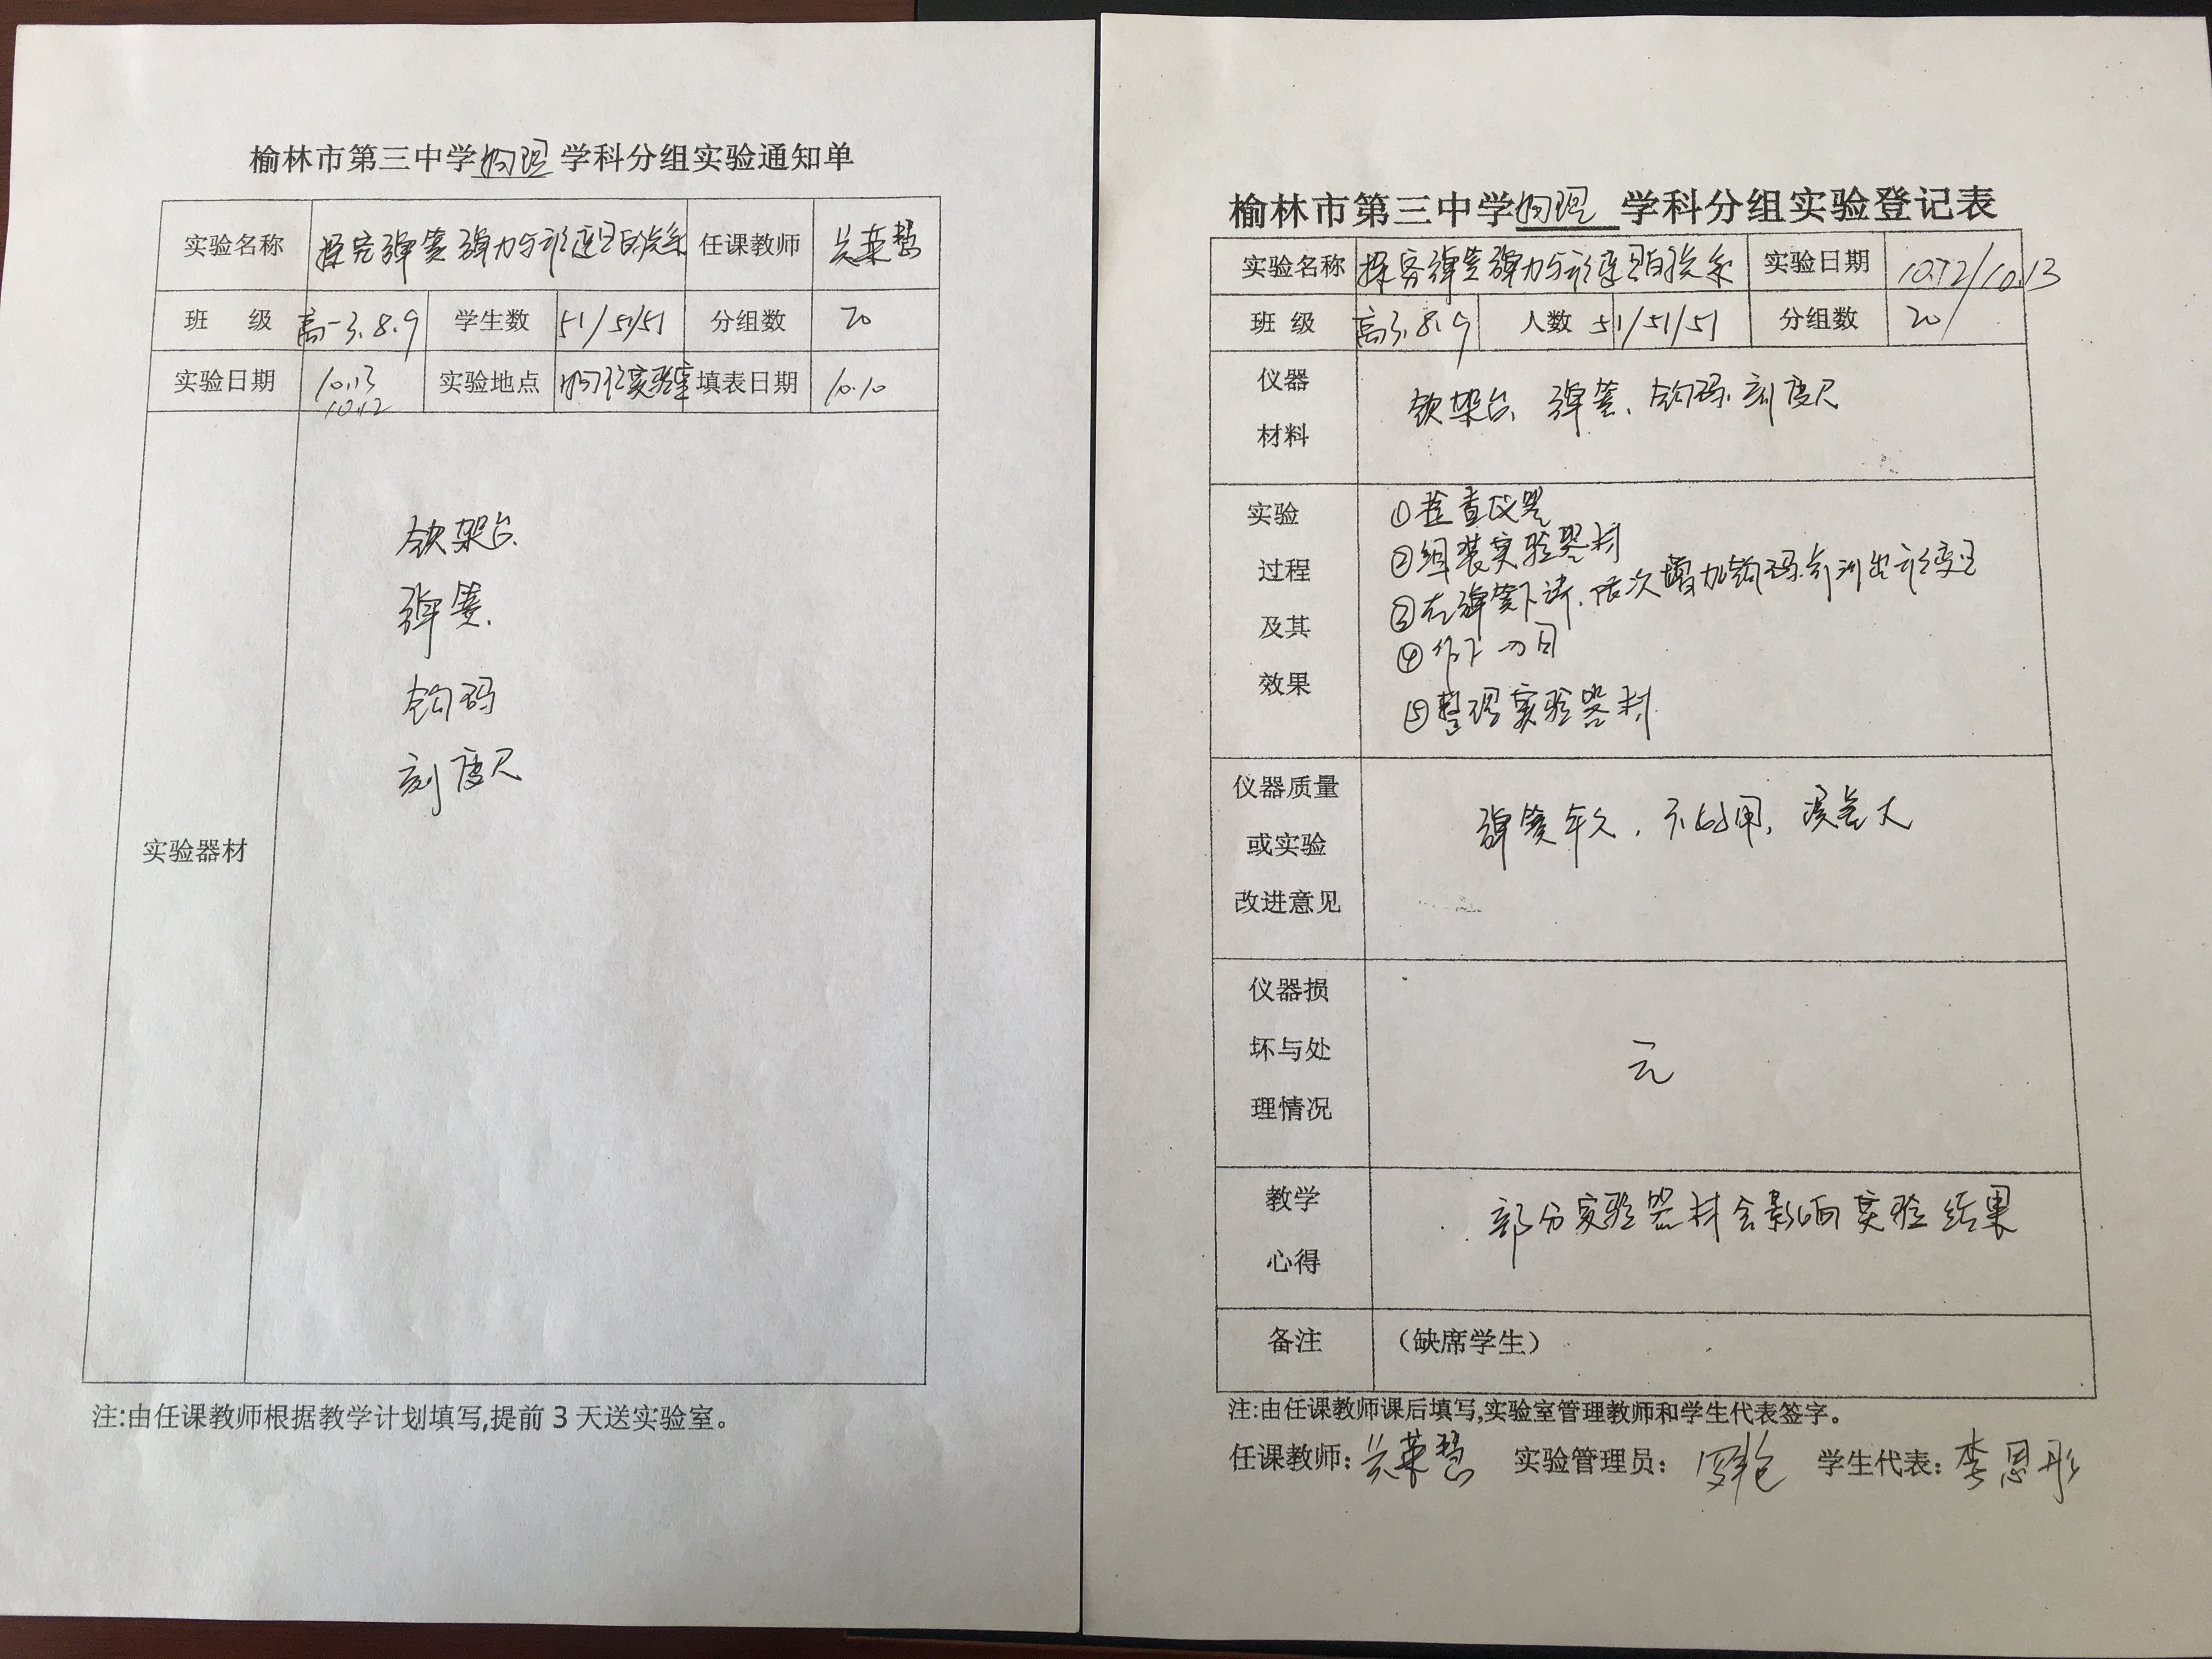 榆林市第三中学物理学科分组实验通知单
实验名称 探究弹簧弹力与形变量的关系 任课教师
班 级 高一3.8.9 学生数 51/51/51 分组数 20
实验日期 10.13 10.12 实验地点 物理实验室 填表日期 10.10
实验器材
铁架台
弹簧
钩码
刻度尺
注:由任课教师根据教学计划填写,提前3天送实验室。
榆林市第三中学物理学科分组实验登记表
实验名称 探究弹簧弹力与形变量的关系 实验日期 10.12/10.13
班 级 高3.8.9 人数 51/51/51 分组数 20
仪器材料 铁架台、弹簧、钩码、刻度尺
实验过程及其效果
①检查仪器
②组装实验器材
③在弹簧下端,依次增加钩码并测出形变量
④
⑤整理实验器材
仪器质量或实验改进意见 弹簧年久,不好用,误差大
仪器损坏与处理情况 无
教学心得 部分实验器材会影响实验结果
备注 (缺席学生)
注:由任课教师课后填写,实验室管理教师和学生代表签字。
任课教师: 实验管理员: 学生代表:李恩彤